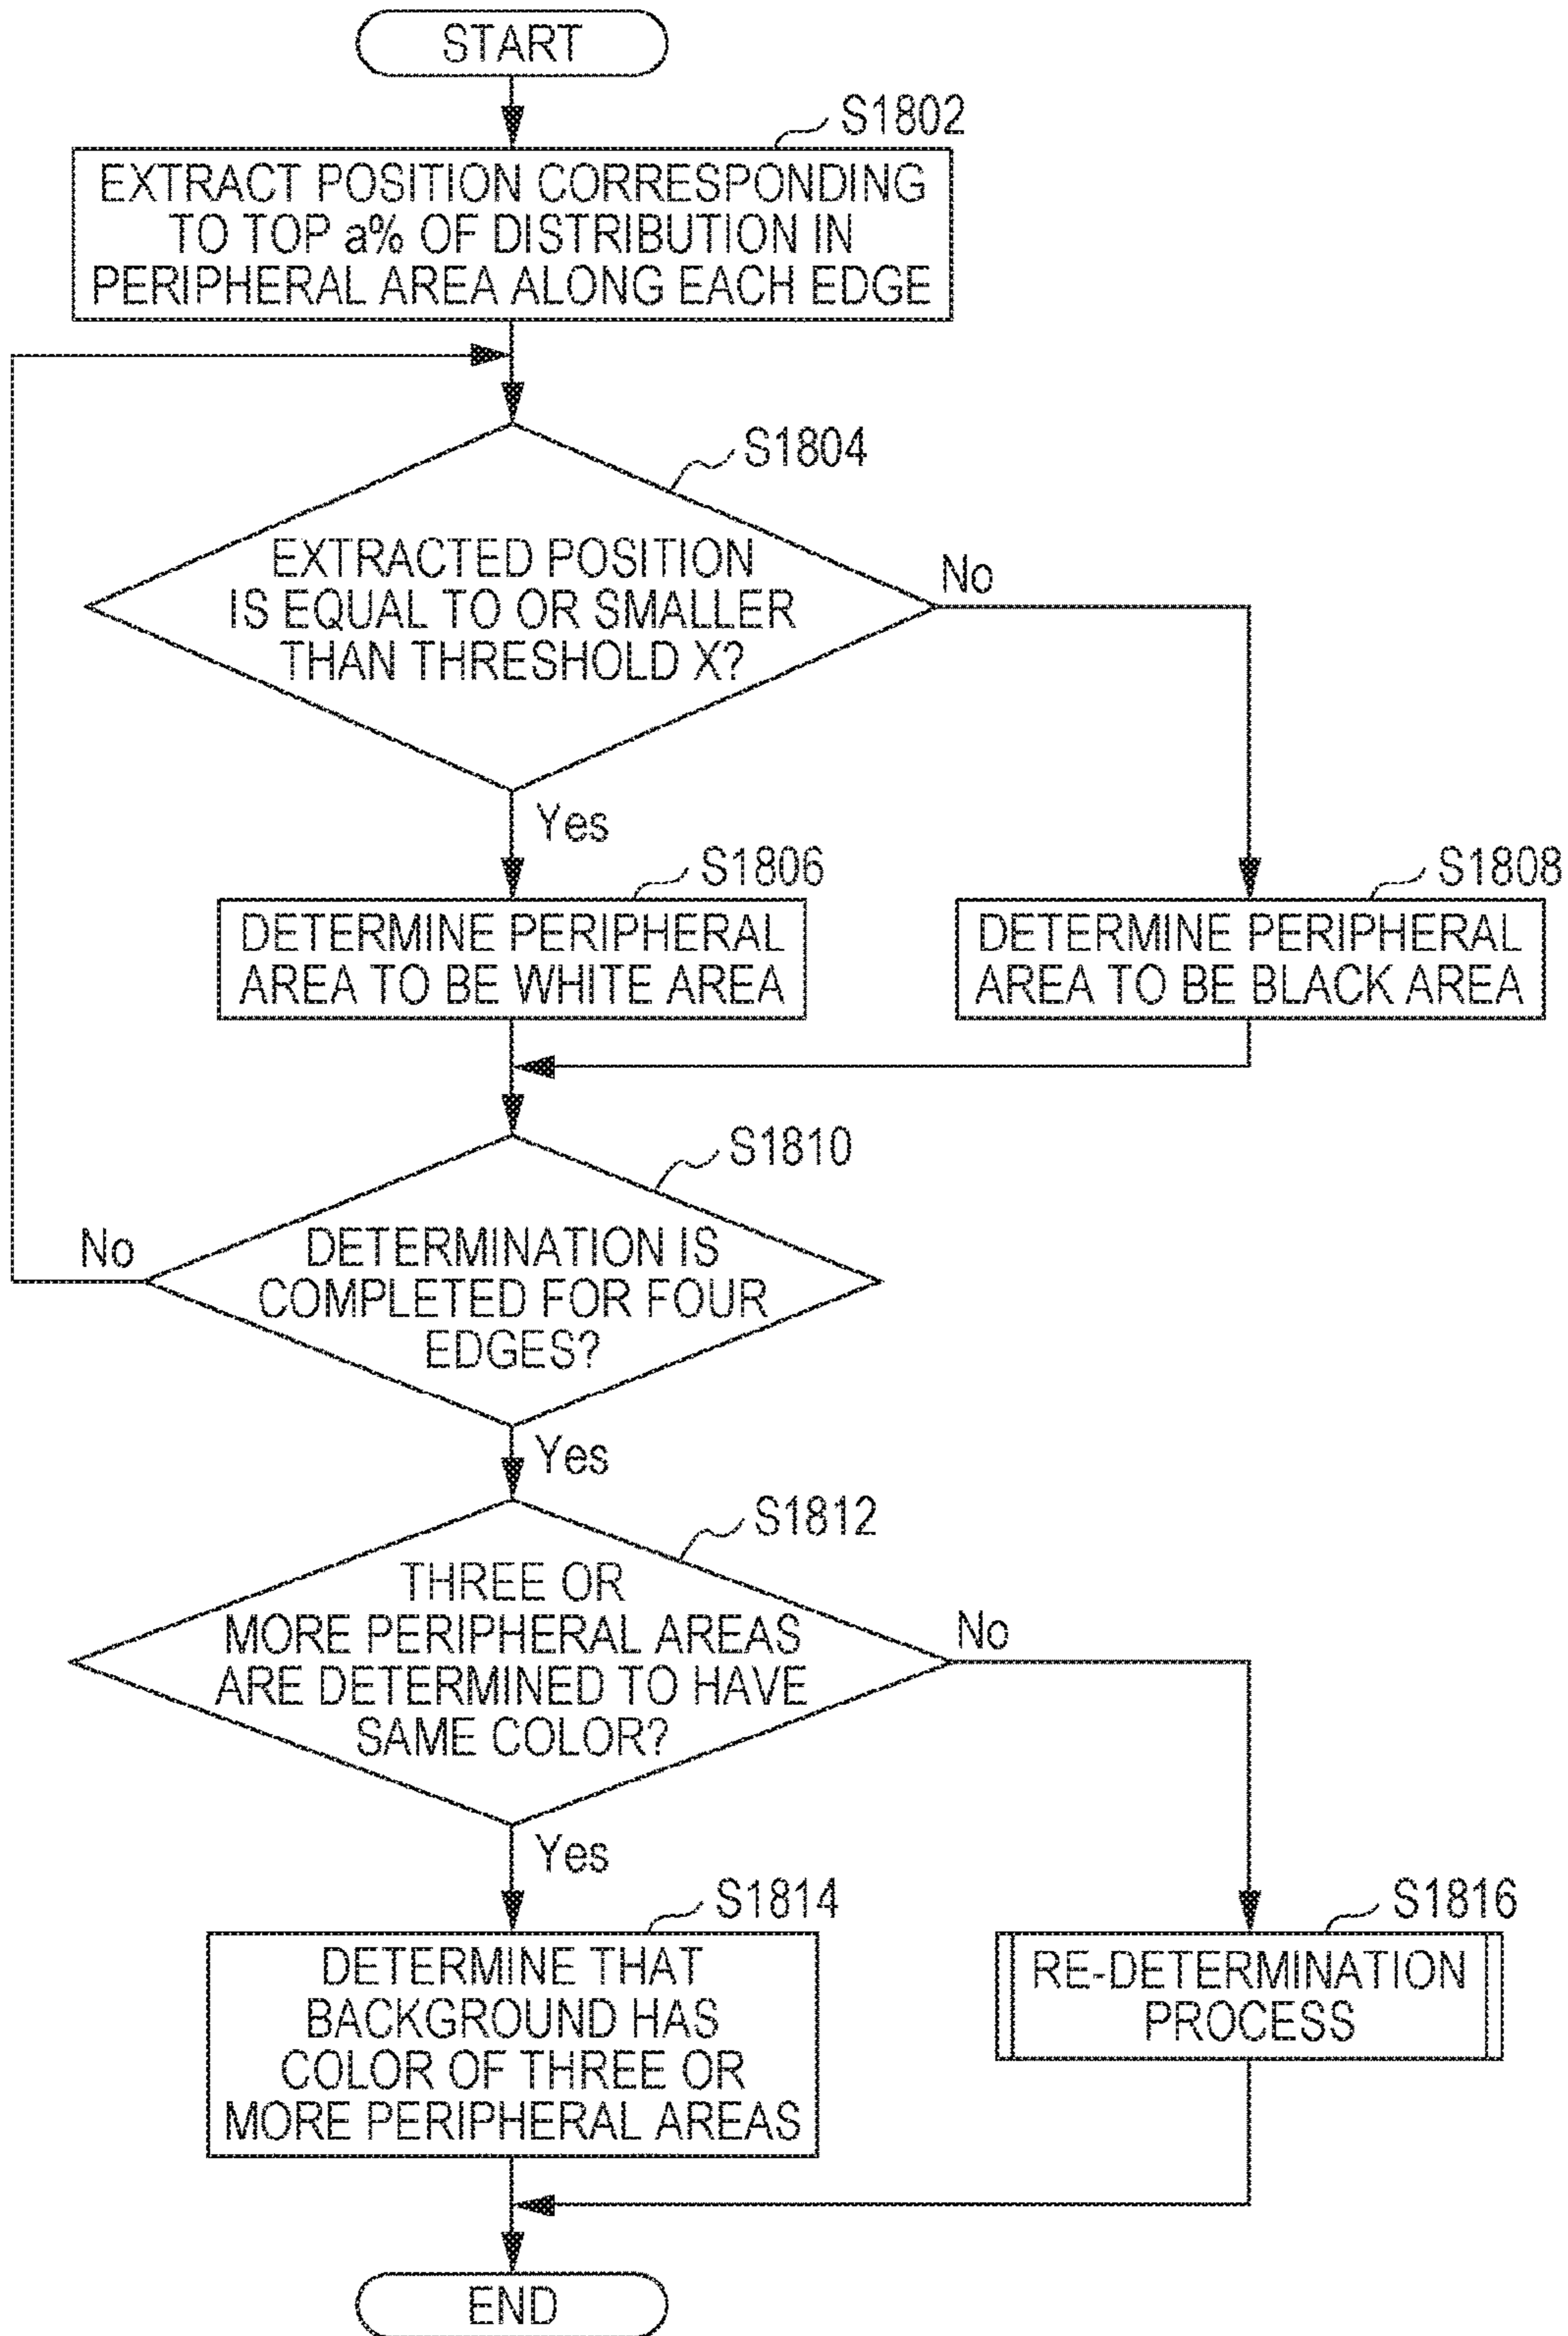 START
S1802
EXTRACT POSITION CORRESPONDING
TO TOP a% OF DISTRIBUTION IN
PERIPHERAL AREA ALONG EACH EDGE
S1804
EXTRACTED POSITION
IS EQUAL TO OR SMALLER
THAN THRESHOLD X?
No
Yes
S1806
DETERMINE PERIPHERAL
AREA TO BE WHITE AREA
S1808
DETERMINE PERIPHERAL
AREA TO BE BLACK AREA
S1810
DETERMINATION IS
COMPLETED FOR FOUR
EDGES?
No
Yes
S1812
THREE OR
MORE PERIPHERAL AREAS
ARE DETERMINED TO HAVE
SAME COLOR?
No
Yes
S1814
DETERMINE THAT
BACKGROUND HAS
COLOR OF THREE OR
MORE PERIPHERAL AREAS
S1816
RE-DETERMINATION
PROCESS
END